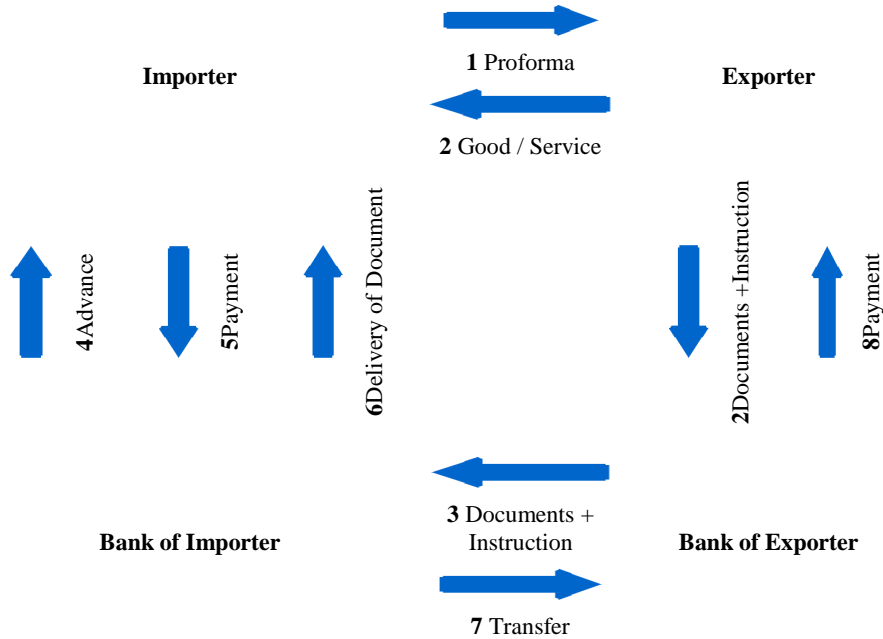 1 Proforma
Importer
Exporter
2 Good / Service
4Advance
5Payment
6Delivery of Document
2Documents +Instruction
8Payment
3 Documents +
Instruction
Bank of Importer
Bank of Exporter
7 Transfer